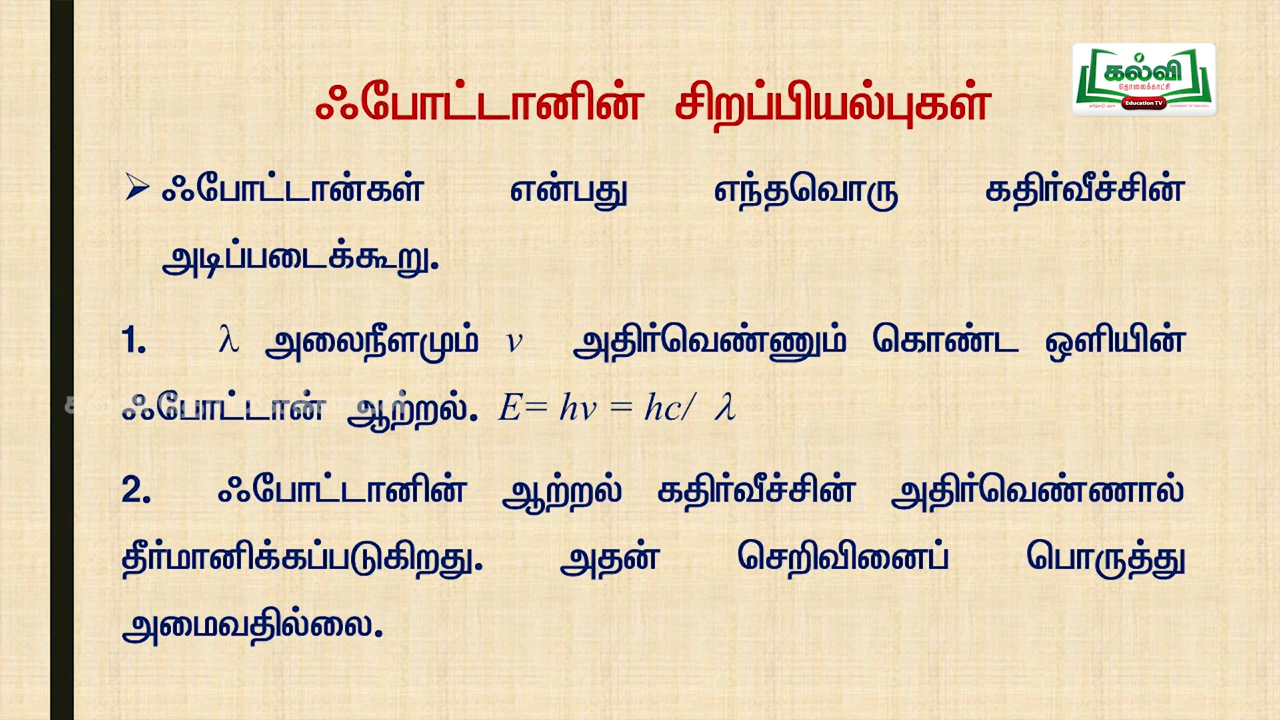 ஃபோட்டானின் சிறப்பியல்புகள்
கல்வி
தொலைக்காட்சி
Education TV
➢ ஃபோட்டான்கள் என்பது எந்தவொரு கதிர்வீச்சின்
அடிப்படைக்கூறு.
1. λ அலைநீளமும் ν அதிர்வெண்ணும் கொண்ட ஒளியின்
ஃபோட்டான் ஆற்றல். E= hν = hc/ λ
2. ஃபோட்டானின் ஆற்றல் கதிர்வீச்சின் அதிர்வெண்ணால்
தீர்மானிக்கப்படுகிறது. அதன் செறிவினைப் பொருத்து
அமைவதில்லை.